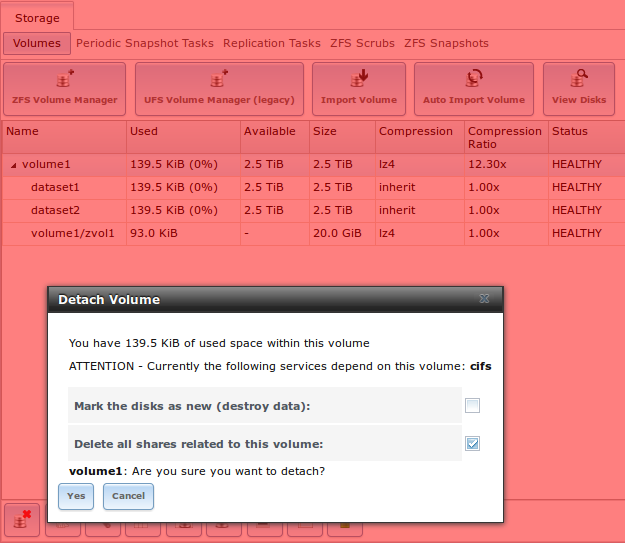 Storage
Volumes Periodic Snapshot Tasks Replication Tasks ZFS Scrubs ZFS Snapshots
ZFS Volume Manager UFS Volume Manager (legacy) Import Volume Auto Import Volume View Disks
Name Used Available Size Compression Compression Ratio Status
volume1 139.5 KiB (0%) 2.5 TiB 2.5 TiB lz4 12.30x HEALTHY
dataset1 139.5 KiB (0%) 2.5 TiB 2.5 TiB inherit 1.00x HEALTHY
dataset2 139.5 KiB (0%) 2.5 TiB 2.5 TiB inherit 1.00x HEALTHY
volume1/zvol1 93.0 KiB - 20.0 GiB lz4 1.00x HEALTHY
Detach Volume
You have 139.5 KiB of used space within this volume
ATTENTION - Currently the following services depend on this volume: cifs
Mark the disks as new (destroy data):
Delete all shares related to this volume:
volume1: Are you sure you want to detach?
Yes Cancel